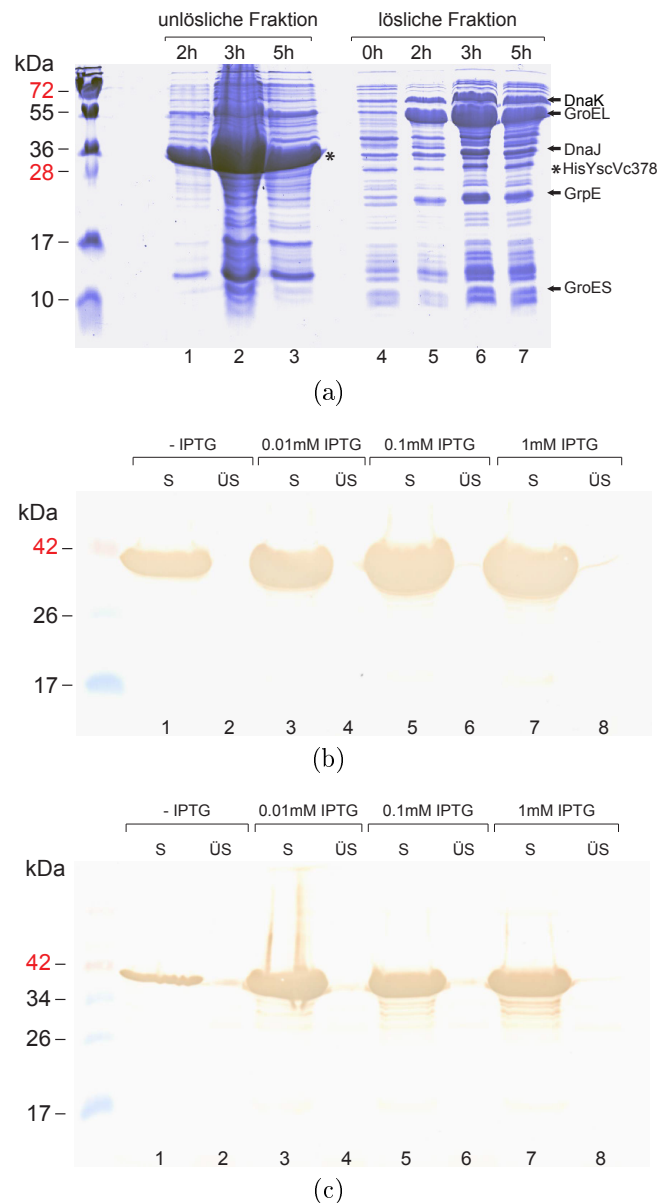 unlösliche Fraktion lösliche Fraktion
2h 3h 5h 0h 2h 3h 5h
kDa
72
55
36
28
17
10
DnaK
GroEL
DnaJ
* *HisYscVc378
GrpE
GroES
1 2 3 4 5 6 7
(a)
- IPTG 0.01mM IPTG 0.1mM IPTG 1mM IPTG
S ÜS S ÜS S ÜS S ÜS
kDa
42
26
17
1 2 3 4 5 6 7 8
(b)
- IPTG 0.01mM IPTG 0.1mM IPTG 1mM IPTG
S ÜS S ÜS S ÜS S ÜS
kDa
42
34
26
17
1 2 3 4 5 6 7 8
(c)